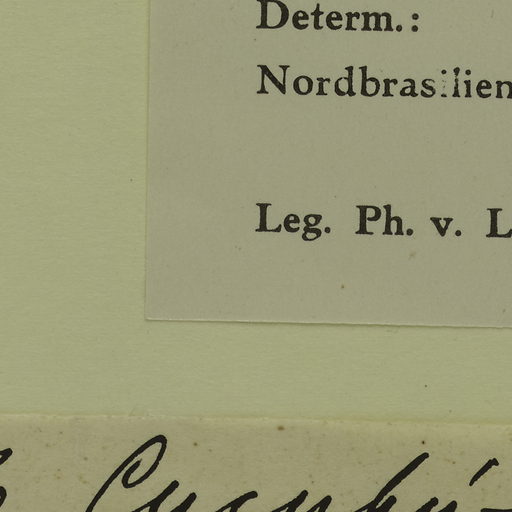 Determ.:
Nordbrasilien
Leg. Ph. v. L